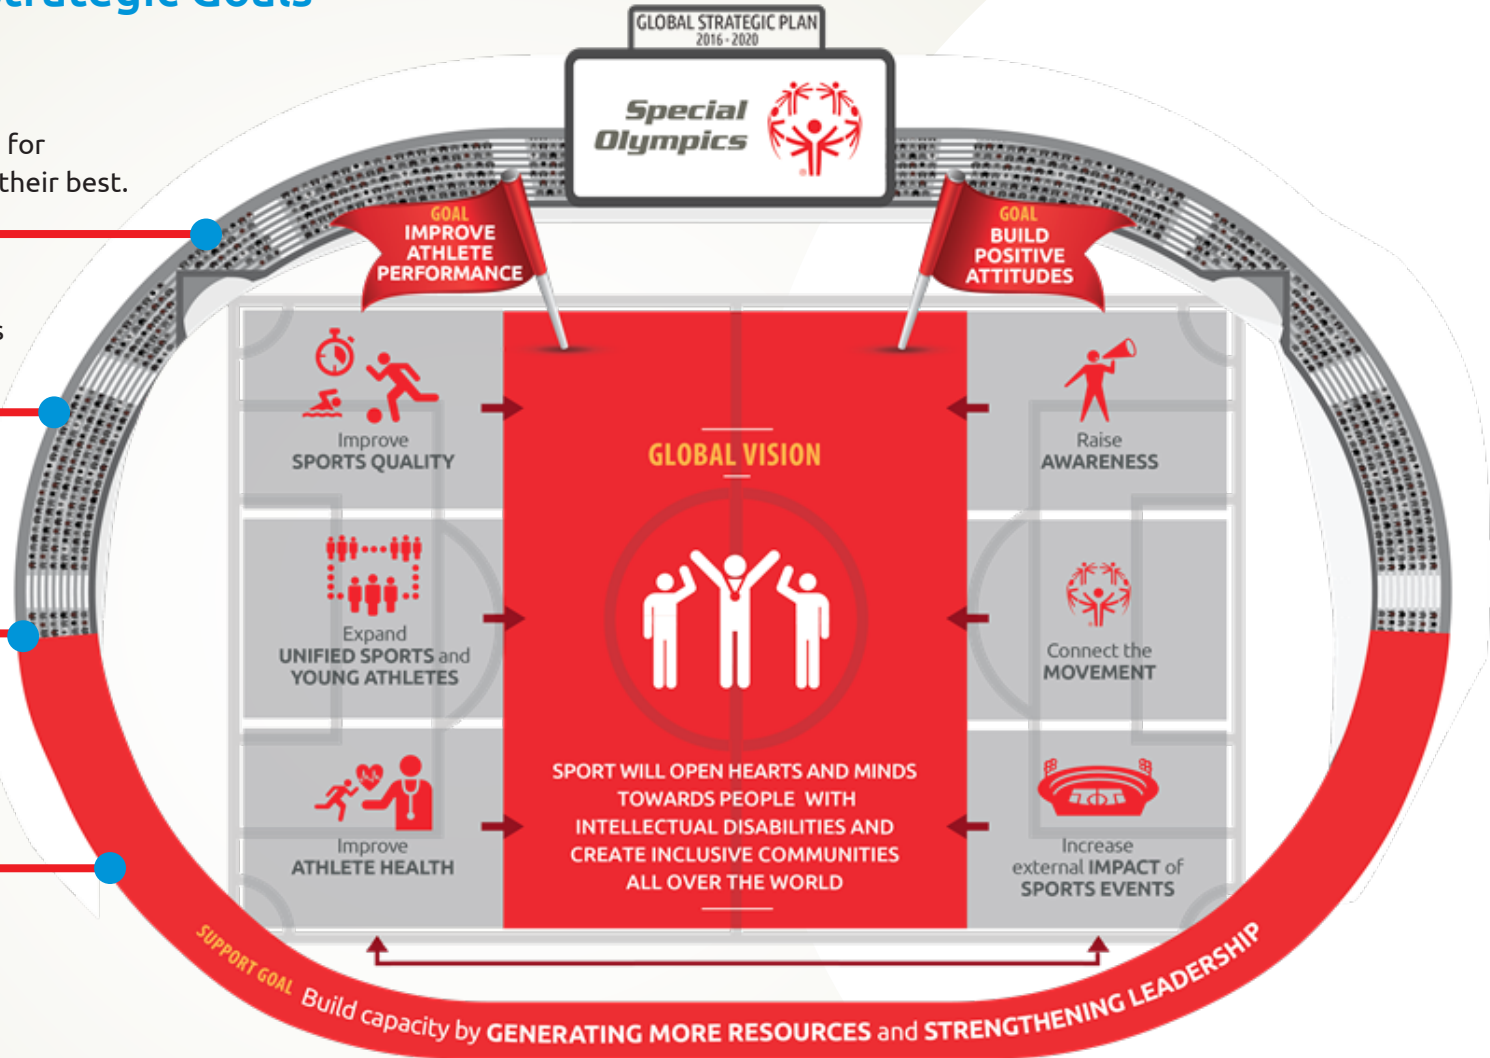 Strategic Goals
for
their best.
s
GLOBAL STRATEGIC PLAN
2016 - 2020
Special
Olympics
GOAL
IMPROVE
ATHLETE
PERFORMANCE
GOAL
BUILD
POSITIVE
ATTITUDES
Improve
SPORTS QUALITY
Expand
UNIFIED SPORTS and
YOUNG ATHLETES
Improve
ATHLETE HEALTH
GLOBAL VISION
SPORT WILL OPEN HEARTS AND MINDS
TOWARDS PEOPLE WITH
INTELLECTUAL DISABILITIES AND
CREATE INCLUSIVE COMMUNITIES
ALL OVER THE WORLD
Raise
AWARENESS
Connect the
MOVEMENT
Increase
external IMPACT of
SPORTS EVENTS
SUPPORT GOAL Build capacity by GENERATING MORE RESOURCES and STRENGTHENING LEADERSHIP